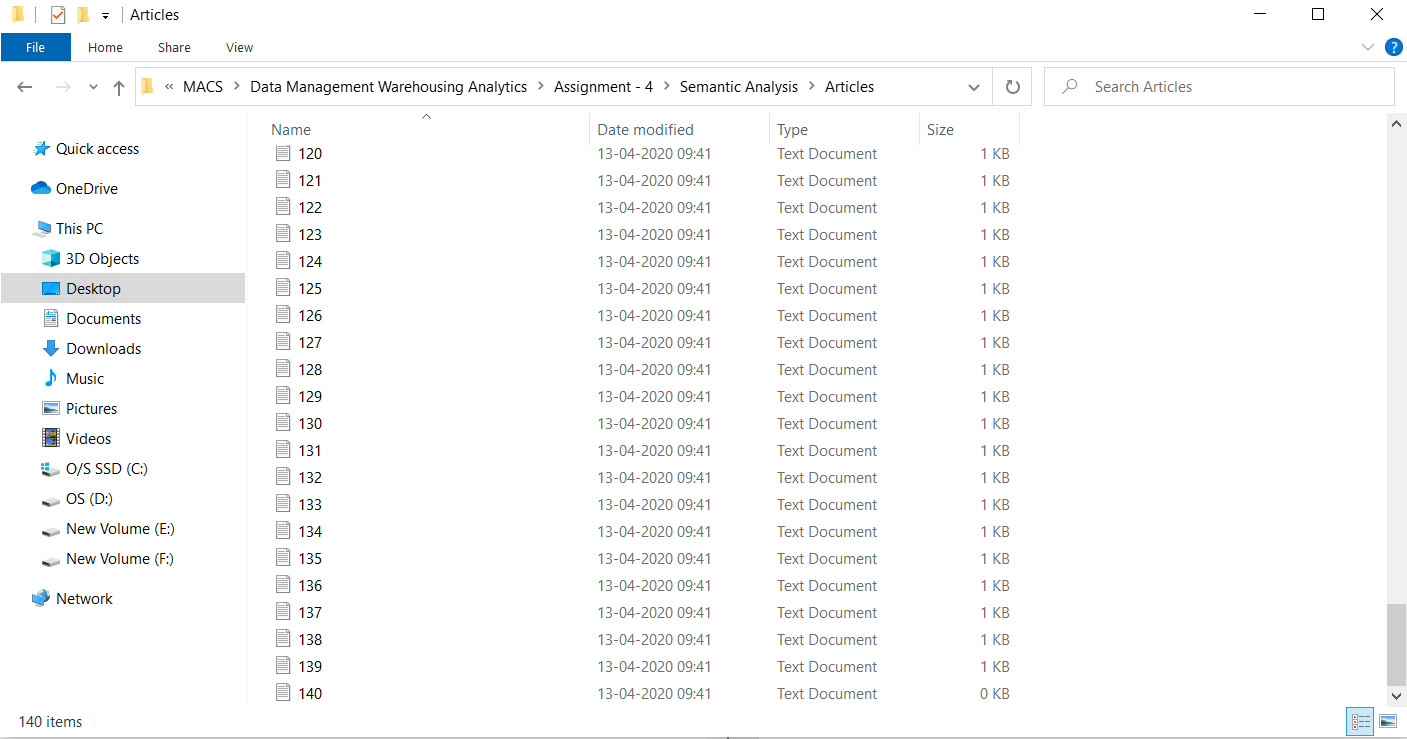 Articles
File Home Share View
« MACS > Data Management Warehousing Analytics > Assignment - 4 > Semantic Analysis > Articles
Search Articles
Quick access
OneDrive
This PC
3D Objects
Desktop
Documents
Downloads
Music
Pictures
Videos
O/S SSD (C:)
OS (D:)
New Volume (E:)
New Volume (F:)
Network
Name Date modified Type Size
120 13-04-2020 09:41 Text Document 1 KB
121 13-04-2020 09:41 Text Document 1 KB
122 13-04-2020 09:41 Text Document 1 KB
123 13-04-2020 09:41 Text Document 1 KB
124 13-04-2020 09:41 Text Document 1 KB
125 13-04-2020 09:41 Text Document 1 KB
126 13-04-2020 09:41 Text Document 1 KB
127 13-04-2020 09:41 Text Document 1 KB
128 13-04-2020 09:41 Text Document 1 KB
129 13-04-2020 09:41 Text Document 1 KB
130 13-04-2020 09:41 Text Document 1 KB
131 13-04-2020 09:41 Text Document 1 KB
132 13-04-2020 09:41 Text Document 1 KB
133 13-04-2020 09:41 Text Document 1 KB
134 13-04-2020 09:41 Text Document 1 KB
135 13-04-2020 09:41 Text Document 1 KB
136 13-04-2020 09:41 Text Document 1 KB
137 13-04-2020 09:41 Text Document 1 KB
138 13-04-2020 09:41 Text Document 1 KB
139 13-04-2020 09:41 Text Document 1 KB
140 13-04-2020 09:41 Text Document 0 KB
140 items